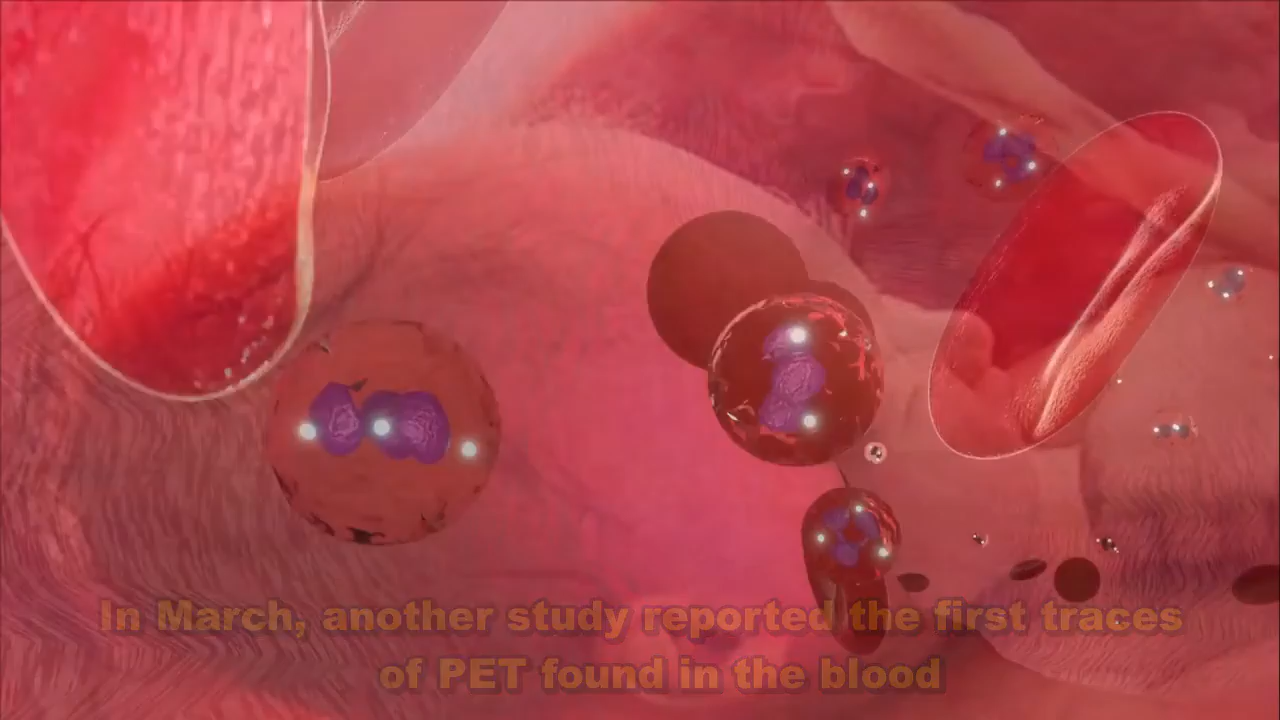 In March, another study reported the first traces
of PET found in the blood